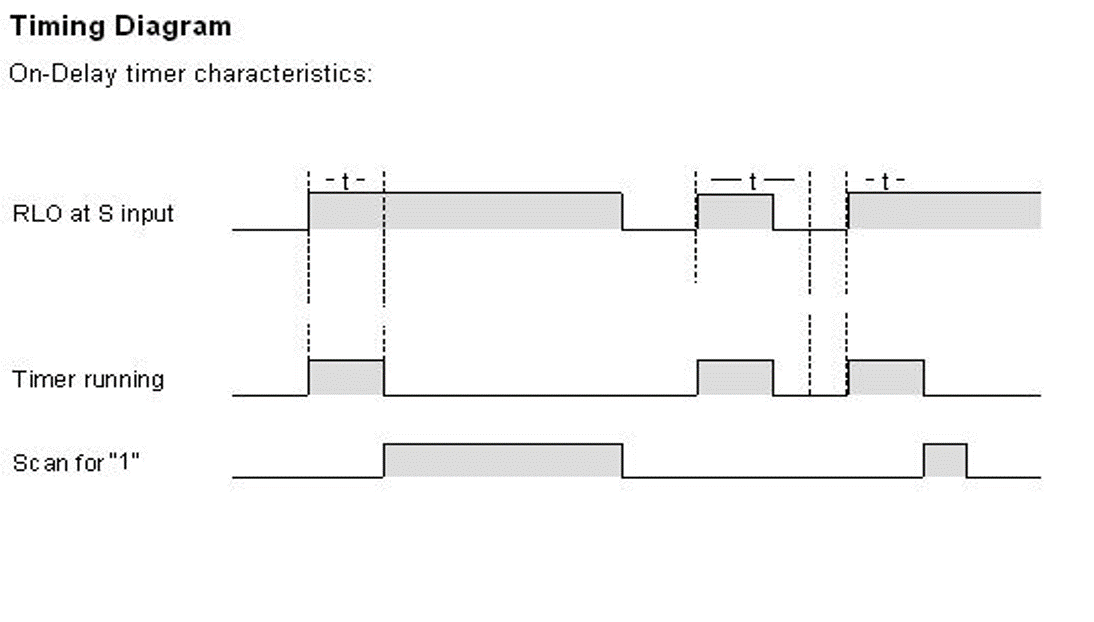 Timing Diagram
On-Delay timer characteristics:
t t t
RLO at S input
Timer running
Scan for "1"